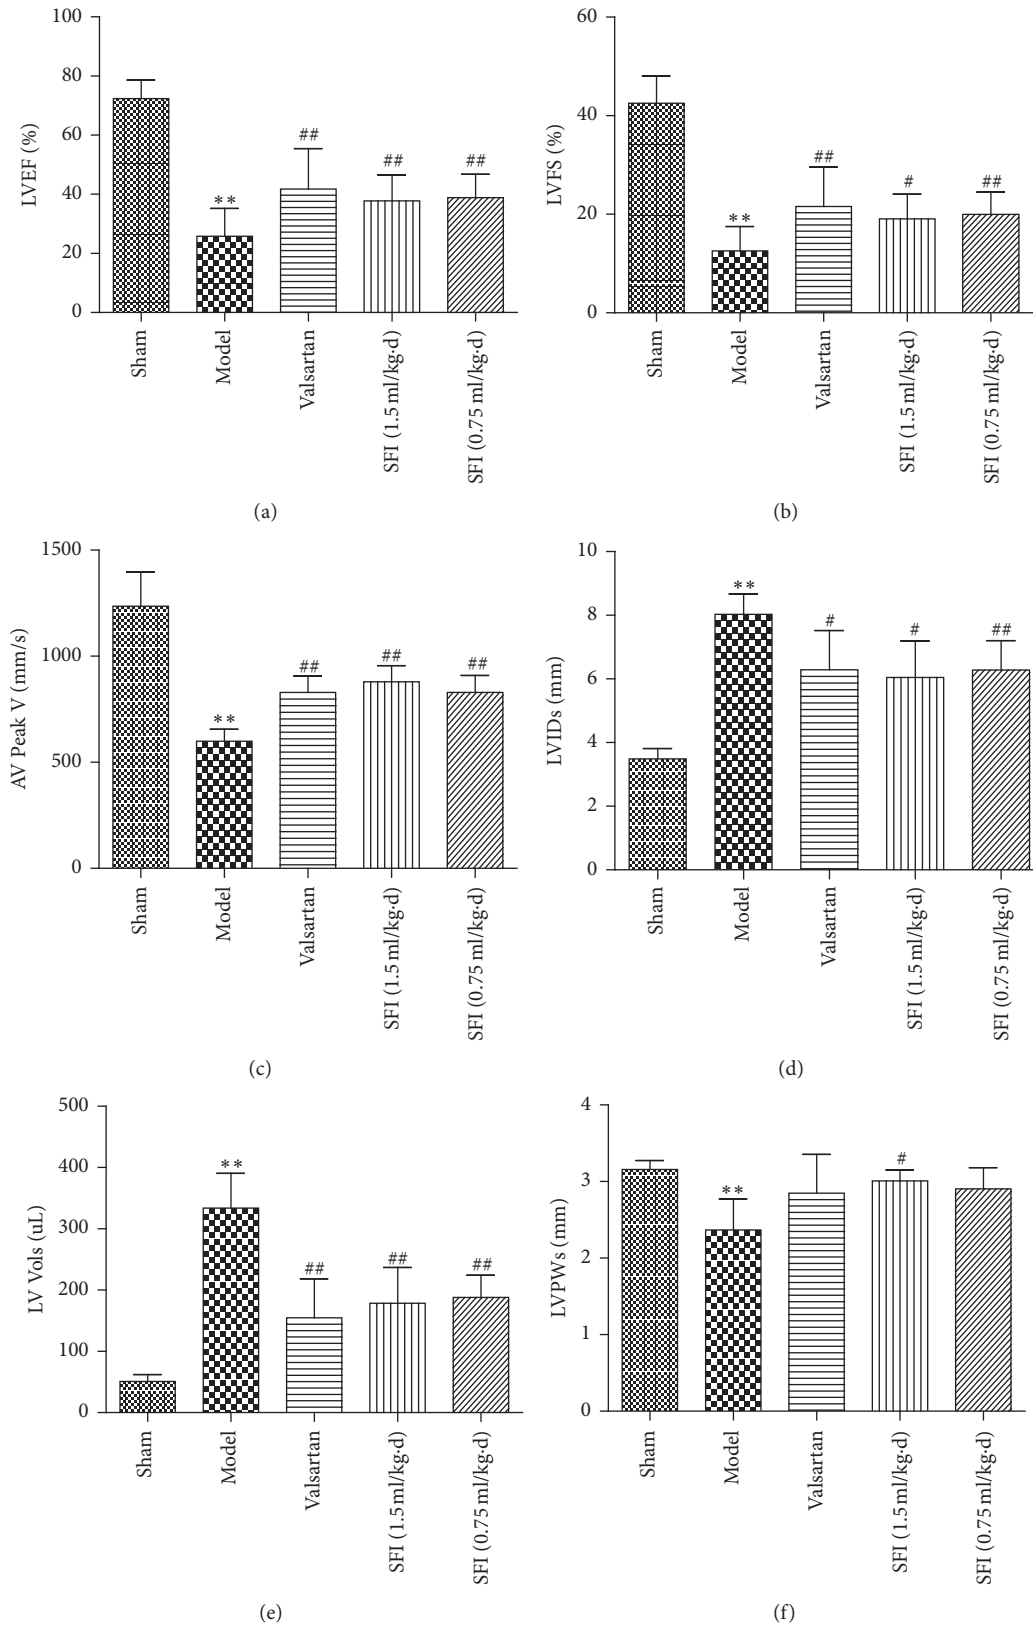 100
80
60
40
20
0
LVEF (%)
**
##
##
##
Sham
Model
Valsartan
SFI (1.5 ml/kg·d)
SFI (0.75 ml/kg·d)
(a)
60
40
20
0
LVFS (%)
**
##
#
##
Sham
Model
Valsartan
SFI (1.5 ml/kg·d)
SFI (0.75 ml/kg·d)
(b)
1500
1000
500
0
AV Peak V (mm/s)
**
##
##
##
Sham
Model
Valsartan
SFI (1.5 ml/kg·d)
SFI (0.75 ml/kg·d)
(c)
10
8
6
4
2
0
LVIDs (mm)
**
#
#
##
Sham
Model
Valsartan
SFI (1.5 ml/kg·d)
SFI (0.75 ml/kg·d)
(d)
500
400
300
200
100
0
LV Vols (uL)
**
##
##
##
Sham
Model
Valsartan
SFI (1.5 ml/kg·d)
SFI (0.75 ml/kg·d)
(e)
4
3
2
1
0
LVPWs (mm)
**
#
Sham
Model
Valsartan
SFI (1.5 ml/kg·d)
SFI (0.75 ml/kg·d)
(f)